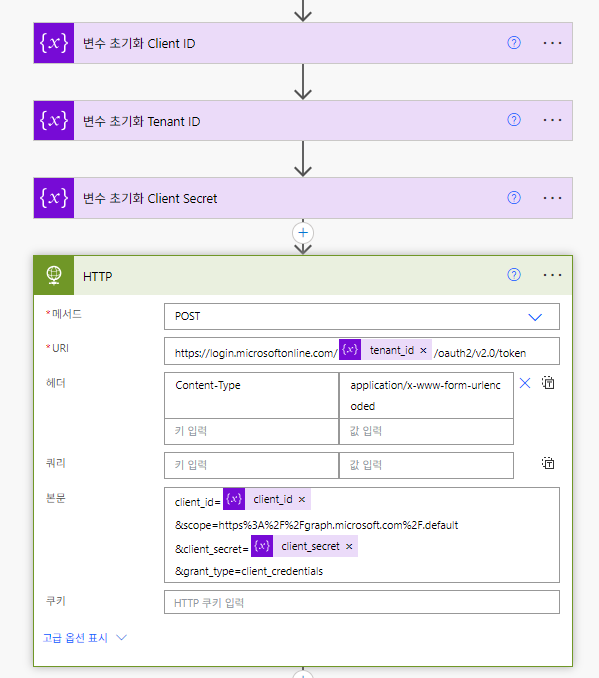 {x} 변수 초기화 Client ID ? ...
{x} 변수 초기화 Tenant ID ? ...
{x} 변수 초기화 Client Secret ? ...
+
HTTP ? ...
*메서드 POST
*URI https://login.microsoftonline.com/ {x} tenant_id × /oauth2/v2.0/token
헤더 Content-Type application/x-www-form-urlenc
oded
키 입력 값 입력
쿼리 키 입력 값 입력
본문 client_id= {x} client_id ×
&scope=https%3A%2F%2Fgraph.microsoft.com%2F.default
&client_secret= {x} client_secret ×
&grant_type=client_credentials
쿠키 HTTP 쿠키 입력
고급 옵션 표시